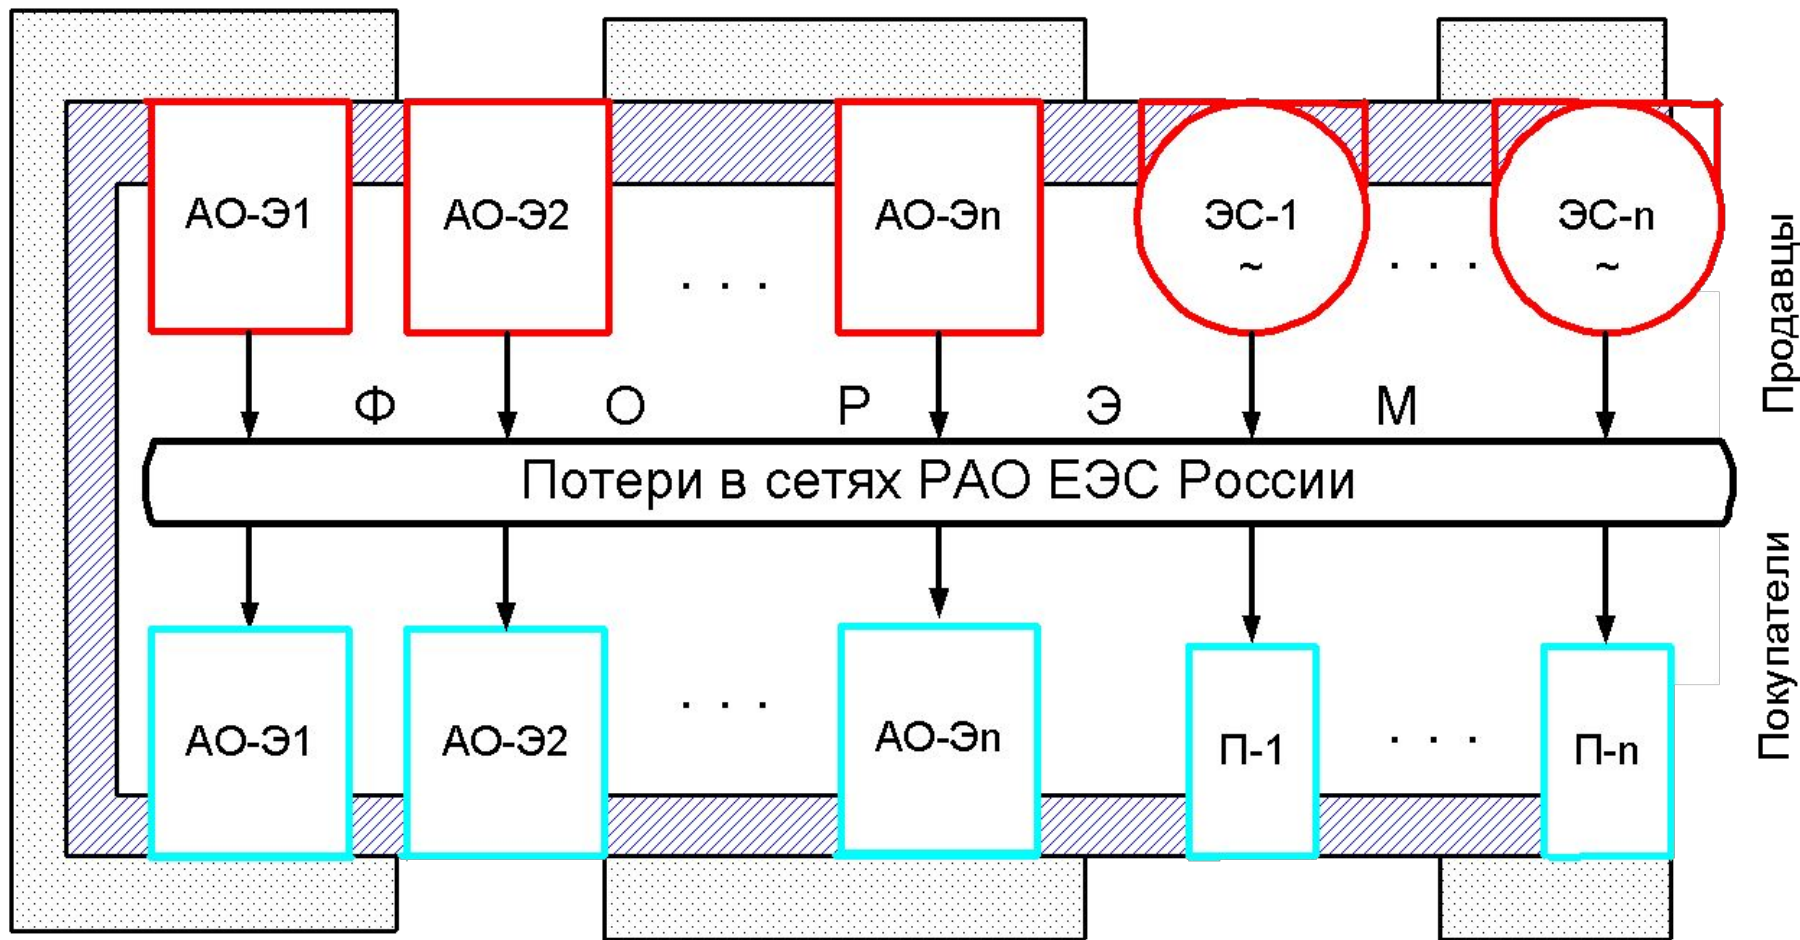 АО-Э1 АО-Э2 . . . АО-Эn ЭС-1 ~ . . . ЭС-n ~
Продавцы
Ф О Р Э М
Потери в сетях РАО ЕЭС России
АО-Э1 АО-Э2 . . . АО-Эn П-1 . . . П-n
Покупатели